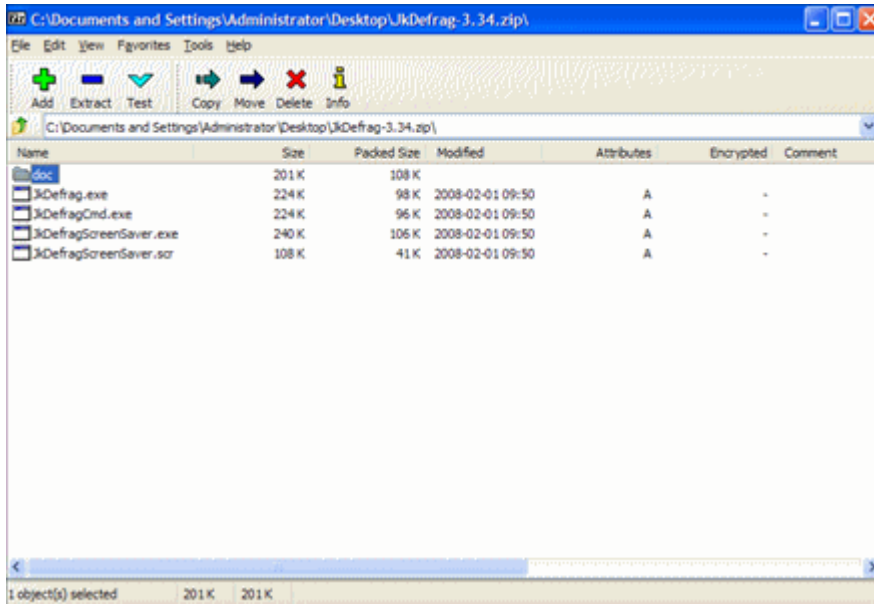 C:\Documents and Settings\Administrator\Desktop\JkDefrag-3.34.zip\
File Edit View Favorites Tools Help
Add Extract Test Copy Move Delete Info
C:\Documents and Settings\Administrator\Desktop\JkDefrag-3.34.zip\
Name Size Packed Size Modified Attributes Encrypted Comment
doc 201 K 108 K
JkDefrag.exe 224 K 98 K 2008-02-01 09:50 A -
JkDefragCmd.exe 224 K 96 K 2008-02-01 09:50 A -
JkDefragScreenSaver.exe 240 K 106 K 2008-02-01 09:50 A -
JkDefragScreenSaver.scr 108 K 41 K 2008-02-01 09:50 A -
1 object(s) selected 201 K 201 K